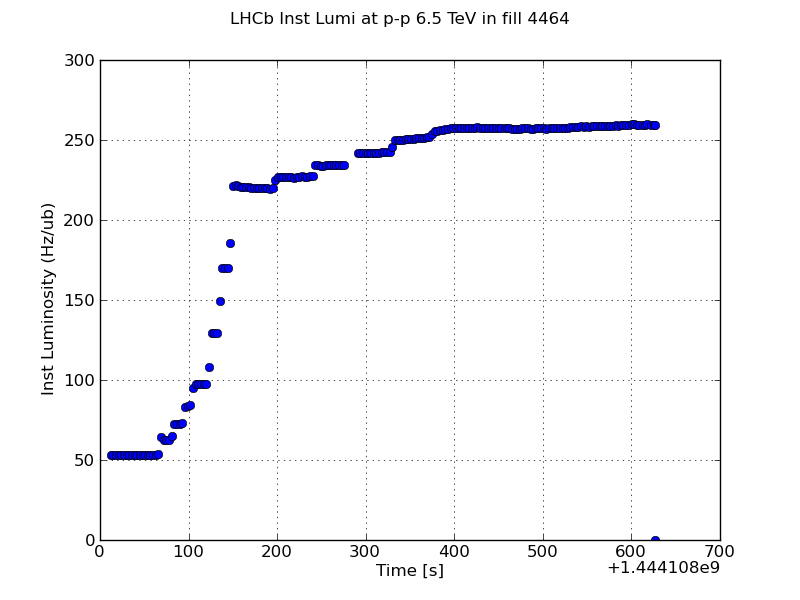 LHCb Inst Lumi at p-p 6.5 TeV in fill 4464
300
250
200
150
100
50
0
Inst Luminosity (Hz/ub)
0 100 200 300 400 500 600 700
Time [s]
+1.444108e9